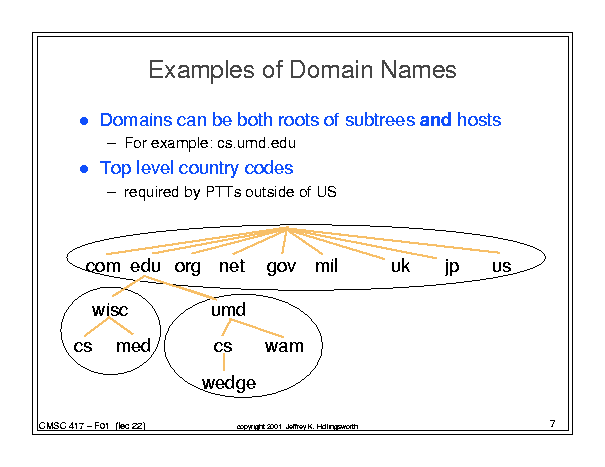 Examples of Domain Names
● Domains can be both roots of subtrees and hosts
– For example: cs.umd.edu
● Top level country codes
– required by PTTs outside of US
com edu org net gov mil uk jp us
wisc umd
cs med cs wam
wedge
CMSC 417 – F01 (lec 22) copyright 2001 Jeffrey K. Hollingsworth 7